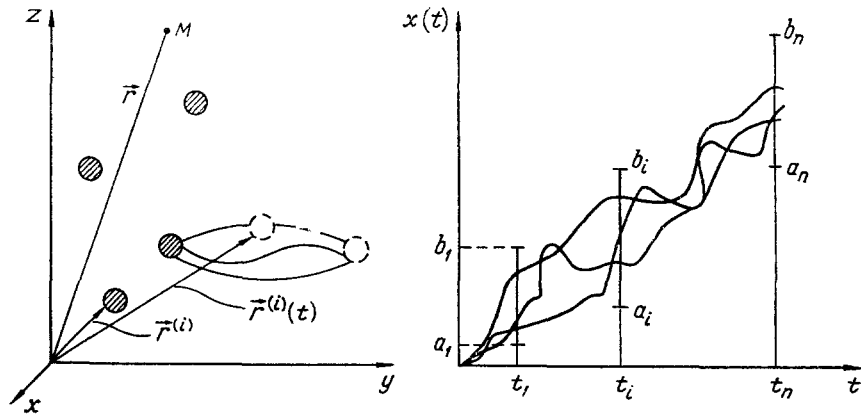 z
M
r⃗
r⃗⁽ⁱ⁾(t)
r⃗⁽ⁱ⁾
x
y
x(t)
bₙ
aₙ
bᵢ
aᵢ
b₁
a₁
t₁
tᵢ
tₙ
t